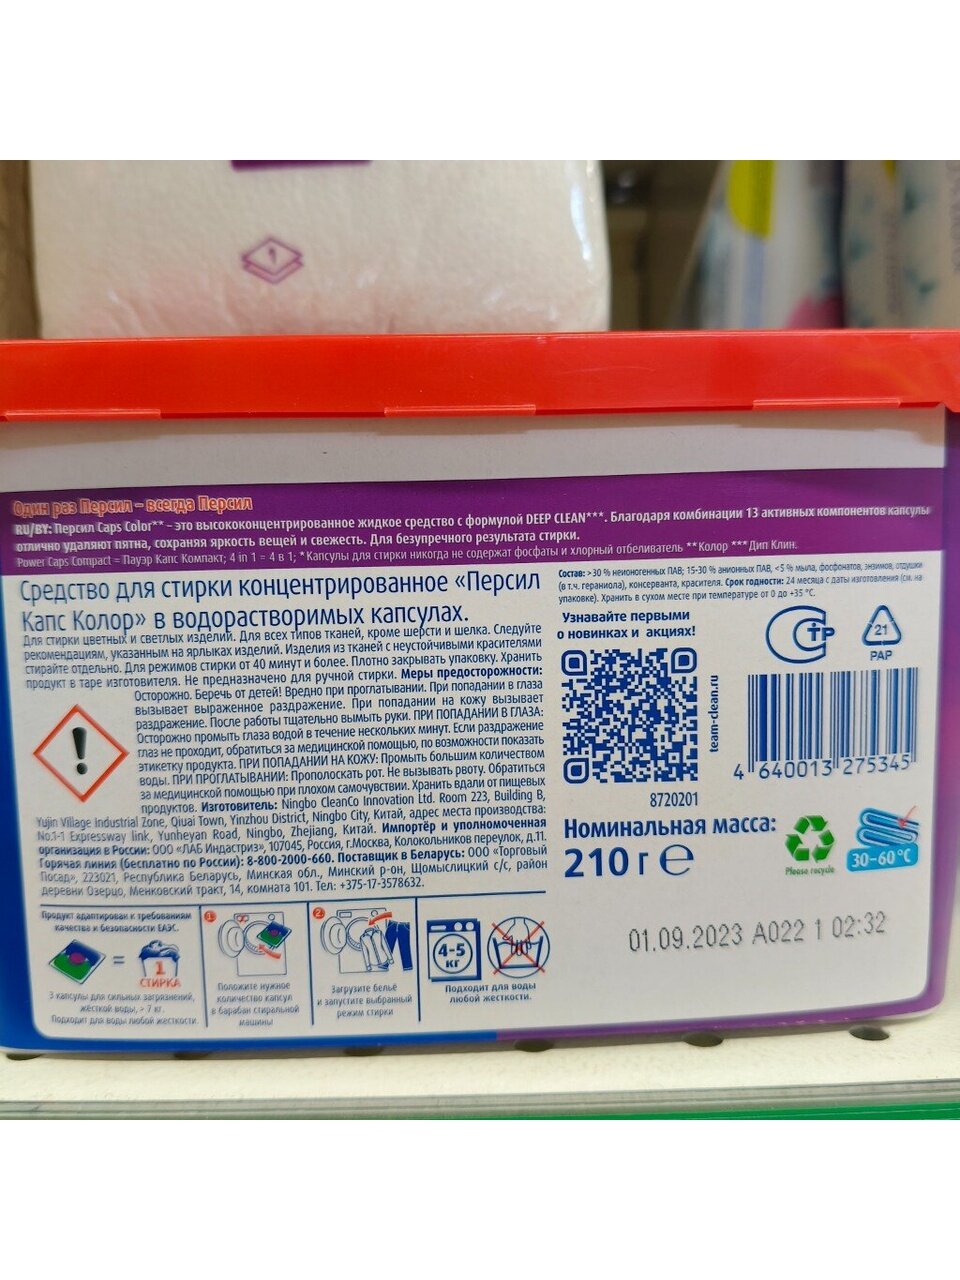 Один раз Персил – всегда Персил
RU/BY: Персил Caps Color** – это высококонцентрированное жидкое средство с формулой DEEP CLEAN***. Благодаря комбинации 13 активных компонентов капсулы
отлично удаляют пятна, сохраняя яркость вещей и свежесть. Для безупречного результата стирки.
Power Caps Compact = Пауэр Капс Компакт; 4 in 1 = 4 в 1; *Капсулы для стирки никогда не содержат фосфаты и хлорный отбеливатель **Колор ***Дип Клин.
Средство для стирки концентрированное «Персил
Капс Колор» в водорастворимых капсулах.
Для стирки цветных и светлых изделий. Для всех типов тканей, кроме шерсти и шелка. Следуйте
рекомендациям, указанным на ярлыках изделий. Изделия из тканей с неустойчивыми красителями
стирайте отдельно. Для режимов стирки от 40 минут и более. Плотно закрывать упаковку. Хранить
продукт в таре изготовителя. Не предназначено для ручной стирки. Меры предосторожности:
Осторожно. Беречь от детей! Вредно при проглатывании. При попадании в глаза
вызывает выраженное раздражение. При попадании на кожу вызывает
раздражение. После работы тщательно вымыть руки. ПРИ ПОПАДАНИИ В ГЛАЗА:
Осторожно промыть глаза водой в течение нескольких минут. Если раздражение
глаз не проходит, обратиться за медицинской помощью, по возможности показать
этикетку продукта. ПРИ ПОПАДАНИИ НА КОЖУ: Промыть большим количеством
воды. ПРИ ПРОГЛАТЫВАНИИ: Прополоскать рот. Не вызывать рвоту. Обратиться
за медицинской помощью при плохом самочувствии. Хранить вдали от пищевых
продуктов. Изготовитель: Ningbo CleanCo Innovation Ltd. Room 223, Building B,
Yujin Village Industrial Zone, Qiuai Town, Yinzhou District, Ningbo City, Китай, адрес места производства:
No.1-1 Expressway link, Yunheyan Road, Ningbo, Zhejiang, Китай. Импортёр и уполномоченная
организация в России: ООО «ЛАБ Индастриз», 107045, Россия, г.Москва, Колокольников переулок, д.11.
Горячая линия (бесплатно по России): 8-800-2000-660. Поставщик в Беларусь: ООО «Торговый
Посад», 223021, Республика Беларусь, Минская обл., Минский р-он, Щомыслицкий с/с, район
деревни Озерцо, Менковский тракт, 14, комната 101. Тел.: +375-17-3578632.
Состав: >30 % неионогенных ПАВ; 15-30 % анионных ПАВ, <5 % мыла, фосфонатов, энзимов, отдушки
(в т.ч. гераниола), консерванта, красителя. Срок годности: 24 месяца с даты изготовления (см. на
упаковке). Хранить в сухом месте при температуре от 0 до +35 °С.
Узнавайте первыми
о новинках и акциях!
team-clean.ru
8720201
СТР
21
PAP
4 640013 275345
Номинальная масса:
210 г ℮
Please recycle
30–60 °C
01.09.2023 A022 1 02:32
Продукт адаптирован к требованиям
качества и безопасности ЕАЭС.
= 1
СТИРКА
3 капсулы для сильных загрязнений,
жёсткой воды, > 7 кг.
Подходит для воды любой жесткости.
1
Положите нужное
количество капсул
в барабан стиральной
машины
2
Загрузите бельё
и запустите выбранный
режим стирки
4-5
кг
Подходит для воды
любой жесткости.